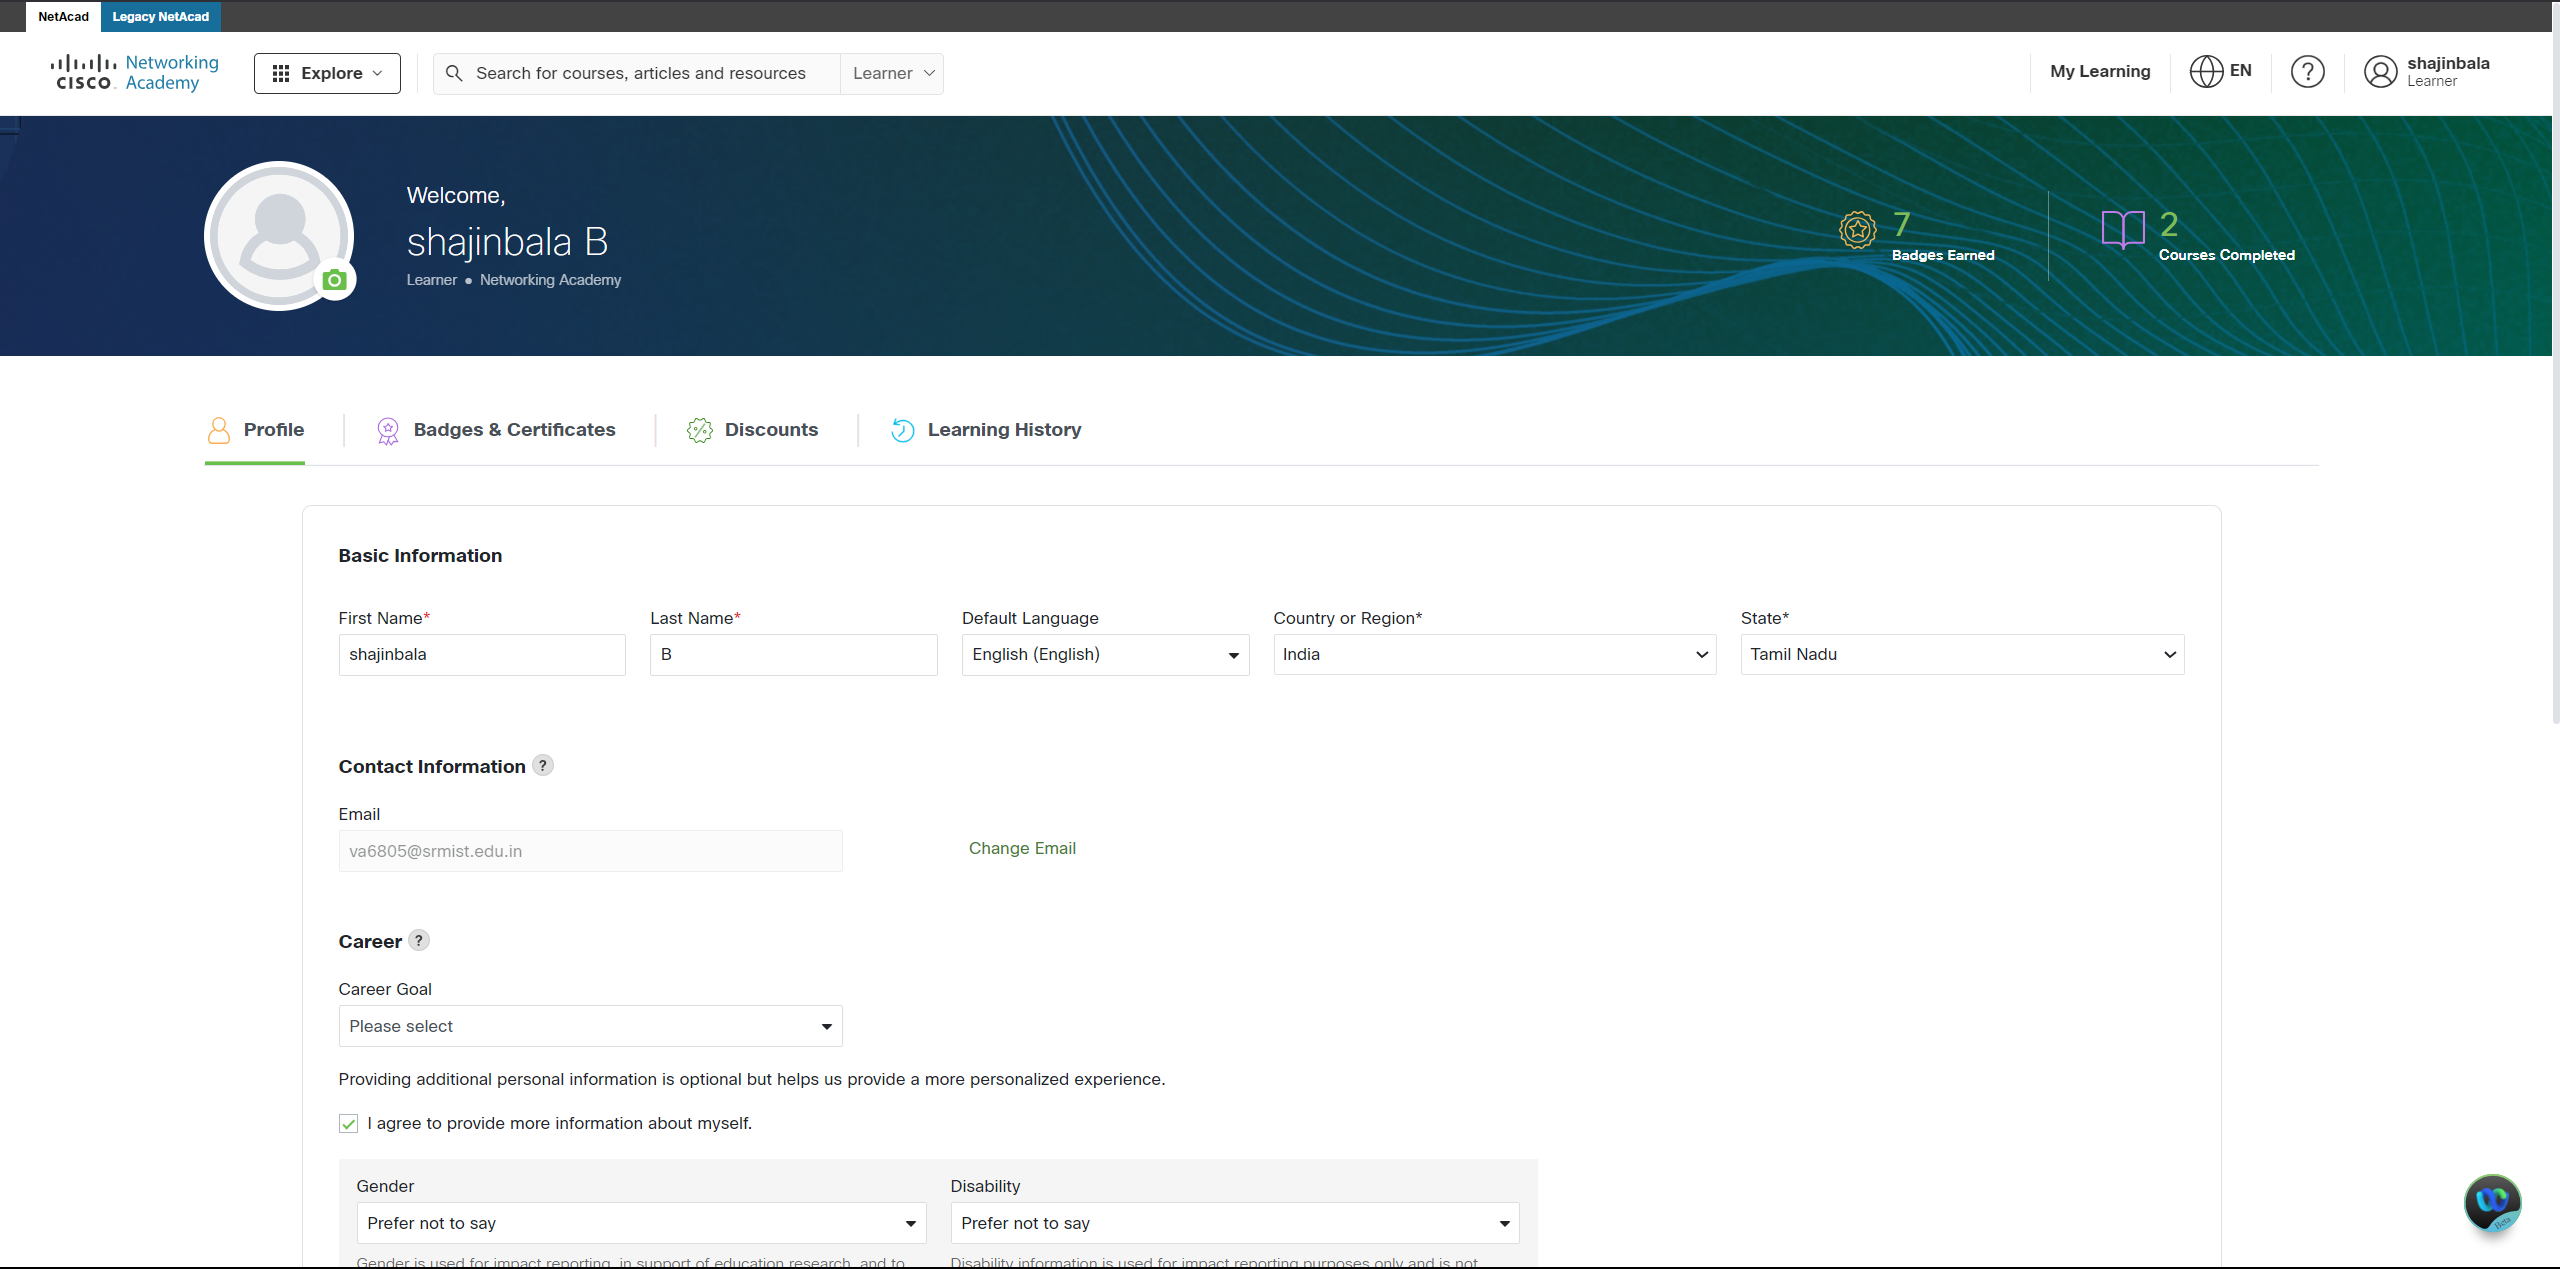 NetAcad
Legacy NetAcad
CISCO
Networking
Academy
Explore
Search for courses, articles and resources
Learner
My Learning
EN
?
shajinbala
Learner
Welcome,
shajinbala B
Learner • Networking Academy
7
Badges Earned
2
Courses Completed
Profile
Badges & Certificates
Discounts
Learning History
Basic Information
First Name*
Last Name*
Default Language
Country or Region*
State*
shajinbala
B
English (English)
India
Tamil Nadu
Contact Information ?
Email
va6805@srmist.edu.in
Change Email
Career ?
Career Goal
Please select
Providing additional personal information is optional but helps us provide a more personalized experience.
I agree to provide more information about myself.
Gender
Disability
Prefer not to say
Prefer not to say
Gender is used for impact reporting, in support of education research, and to
Disability information is used for impact reporting purposes only and is not
Beta